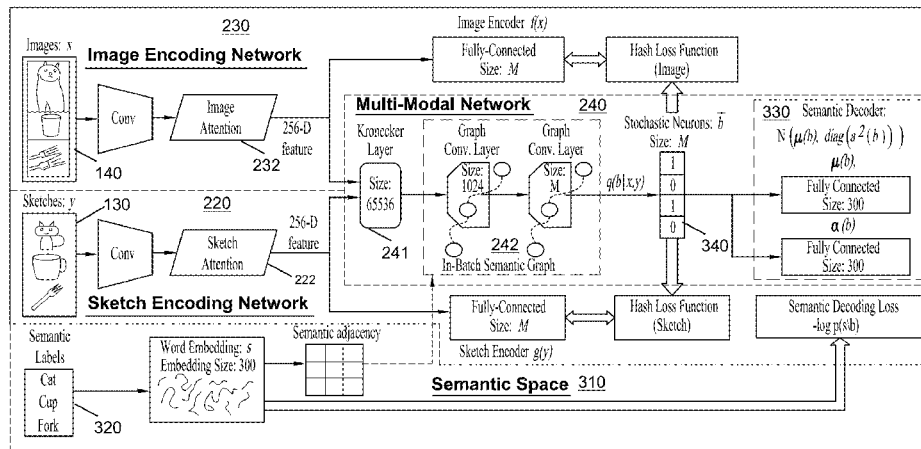 230
Image Encoding Network
Images: x
Conv
Image
Attention
232
140
256-D
feature
Image Encoder f(x)
Fully-Connected
Size: M
Hash Loss Function
(Image)
Multi-Modal Network
240
Kronecker
Layer
Size:
65536
241
Graph
Conv. Layer
Size:
1024
Graph
Conv. Layer
Size:
M
242
In-Batch Semantic Graph
q(b|x,y)
Stochastic Neurons: b̄
Size: M
1
0
1
0
340
330
Semantic Decoder:
N(μ(b), diag(s²(b)))
μ(b),
Fully Connected
Size: 300
α(b)
Fully Connected
Size: 300
Sketches: y
130
220
Conv
Sketch
Attention
222
256-D
feature
Sketch Encoding Network
Fully-Connected
Size: M
Sketch Encoder g(y)
Hash Loss Function
(Sketch)
Semantic Decoding Loss
-log p(s\b)
Semantic
Labels
Cat
Cup
Fork
320
Word Embedding: s
Embedding Size: 300
Semantic adjacency
Semantic Space
310